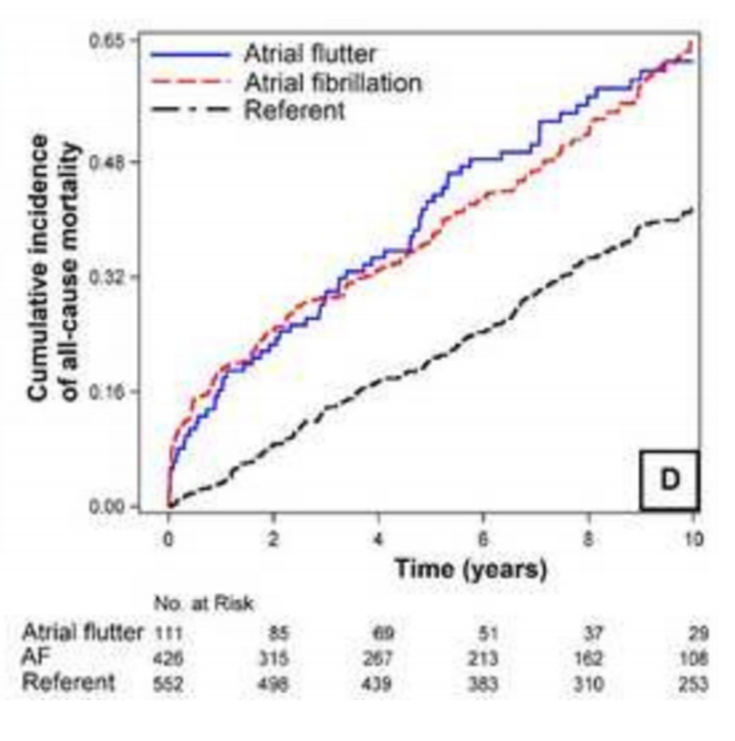 0.65
Atrial flutter
Atrial fibrillation
Referent
0.48
0.32
0.16
0.00
Cumulative incidence
of all-cause mortality
D
0 2 4 6 8 10
Time (years)
No. at Risk
Atrial flutter 111 85 69 51 37 29
AF 426 315 267 213 162 108
Referent 552 498 439 383 310 253